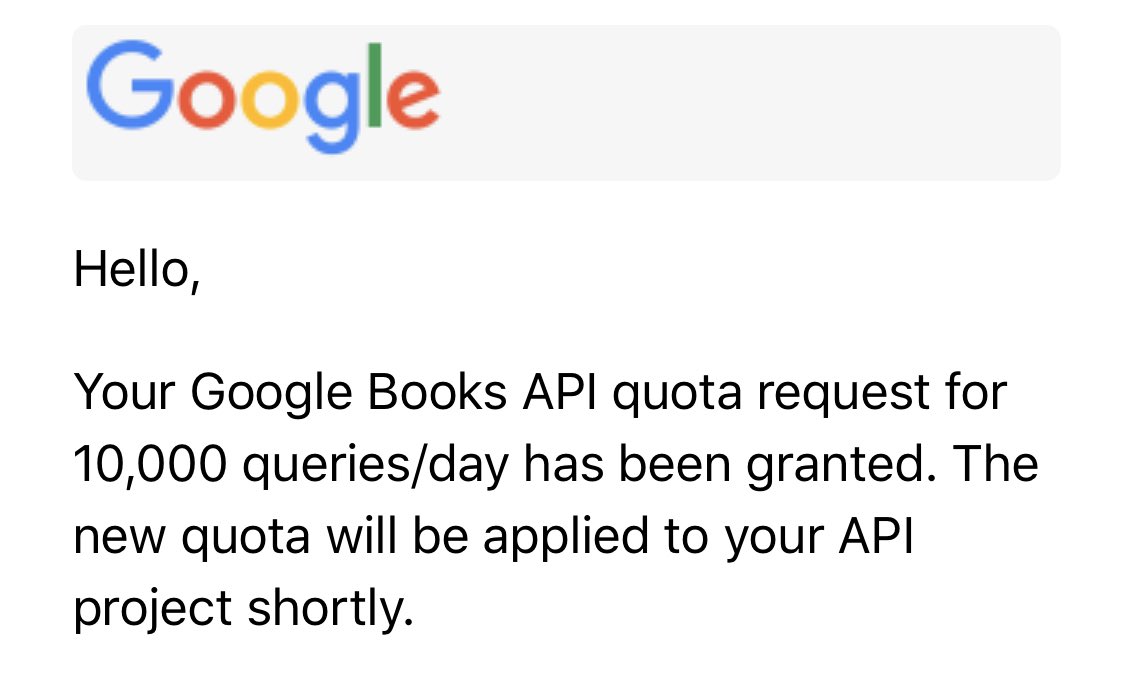 Google
Hello,
Your Google Books API quota request for
10,000 queries/day has been granted. The
new quota will be applied to your API
project shortly.